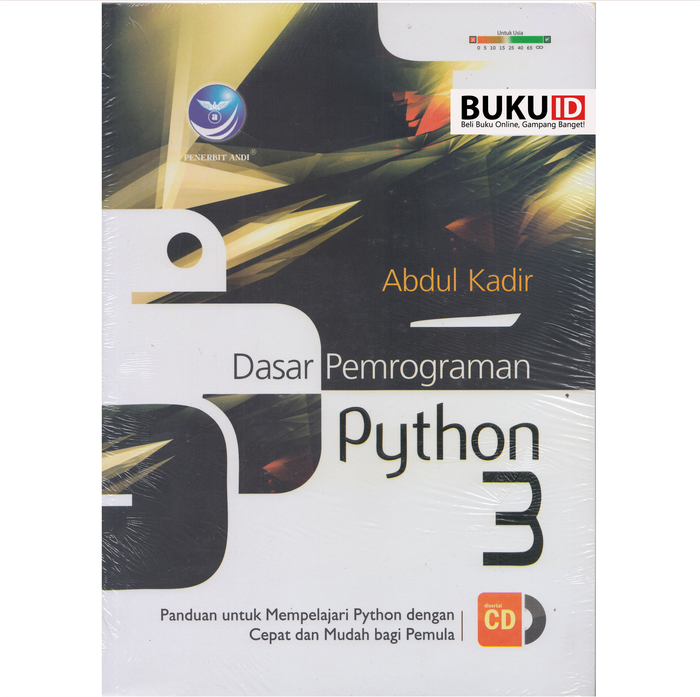 Untuk Usia
0 5 10 15 25 40 65 ∞
BUKU ID
Beli Buku Online, Gampang Banget!
a
PENERBIT ANDI®
Abdul Kadir
Dasar Pemrograman
Python
3
disertai
CD
Panduan untuk Mempelajari Python dengan
Cepat dan Mudah bagi Pemula